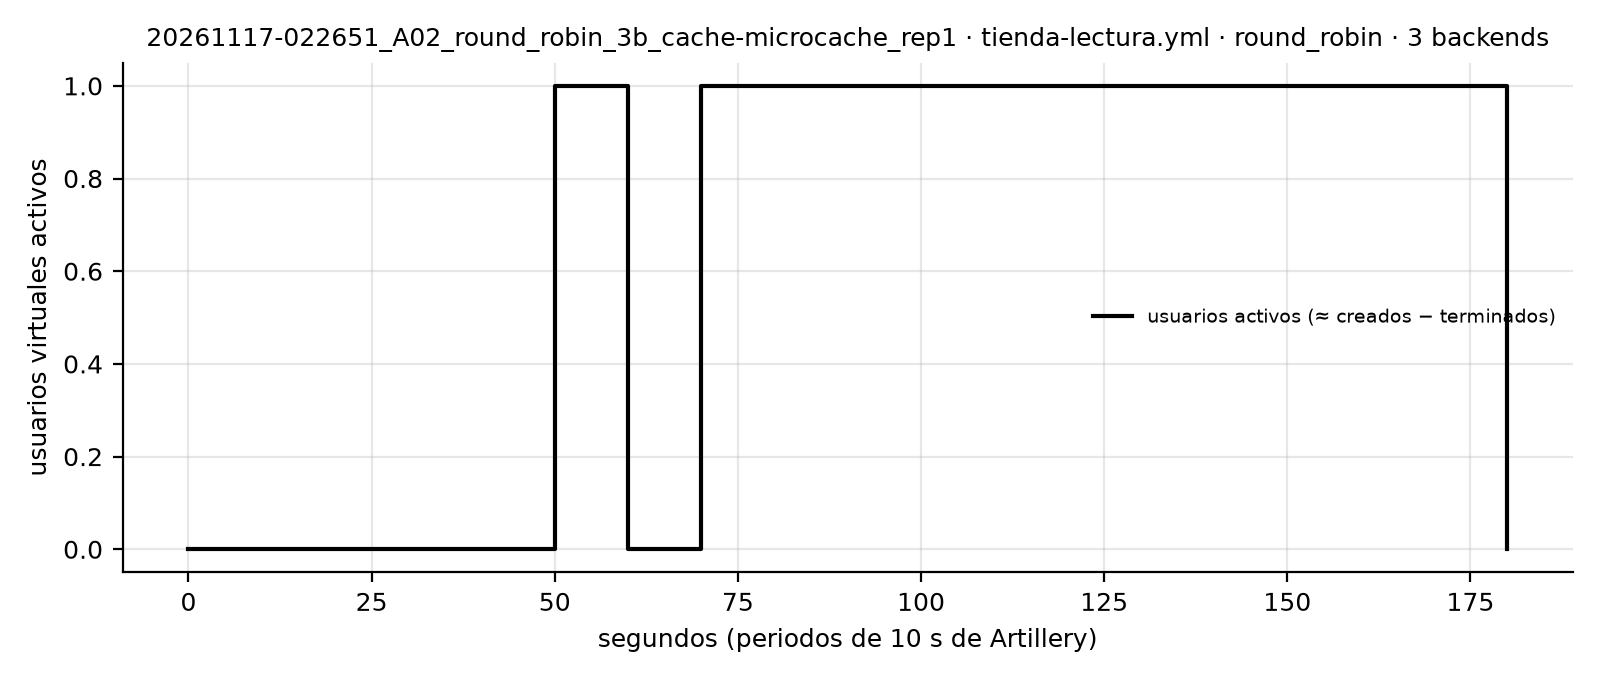 20261117-022651_A02_round_robin_3b_cache-microcache_rep1 · tienda-lectura.yml · round_robin · 3 backends
usuarios virtuales activos
1.0
0.8
0.6
0.4
0.2
0.0
usuarios activos (≈ creados − terminados)
0 25 50 75 100 125 150 175
segundos (periodos de 10 s de Artillery)